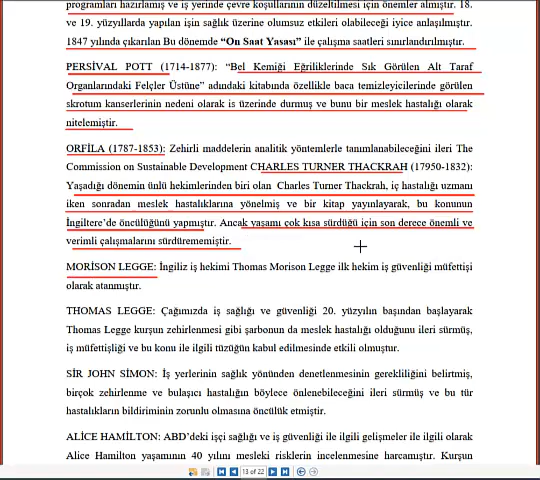 programları hazırlamış ve iş yerinde çevre koşullarının düzeltilmesi için önemler almıştır. 18.
ve 19. yüzyıllarda yapılan işin sağlık üzerine olumsuz etkileri olabileceği iyice anlaşılmıştır.
1847 yılında çıkarılan Bu dönemde “On Saat Yasası” ile çalışma saatleri sınırlandırılmıştır.
PERSİVAL POTT (1714-1877): “Bel Kemiği Eğriliklerinde Sık Görülen Alt Taraf
Organlarındaki Felçler Üstüne” adındaki kitabında özellikle baca temizleyicilerinde görülen
skrotum kanserlerinin nedeni olarak is üzerinde durmuş ve bunu bir meslek hastalığı olarak
nitelemiştir.
ORFİLA (1787-1853): Zehirli maddelerin analitik yöntemlerle tanımlanabileceğini ileri The
Commission on Sustainable Development CHARLES TURNER THACKRAH (17950-1832):
Yaşadığı dönemin ünlü hekimlerinden biri olan Charles Turner Thackrah, iç hastalığı uzmanı
iken sonradan meslek hastalıklarına yönelmiş ve bir kitap yayınlayarak, bu konunun
İngiltere’de öncülüğünü yapmıştır. Ancak yaşamı çok kısa sürdüğü için son derece önemli ve
verimli çalışmalarını sürdürememiştir.
MORİSON LEGGE: İngiliz iş hekimi Thomas Morison Legge ilk hekim iş güvenliği müfettişi
olarak atanmıştır.
THOMAS LEGGE: Çağımızda iş sağlığı ve güvenliği 20. yüzyılın başından başlayarak
Thomas Legge kurşun zehirlenmesi gibi şarbonun da meslek hastalığı olduğunu ileri sürmüş,
iş müfettişliği ve bu konu ile ilgili tüzüğün kabul edilmesinde etkili olmuştur.
SİR JOHN SİMON: İş yerlerinin sağlık yönünden denetlenmesinin gerekliliğini belirtmiş,
birçok zehirlenme ve bulaşıcı hastalığın böylece önlenebileceğini ileri sürmüş ve bu tür
hastalıkların bildiriminin zorunlu olmasına öncülük etmiştir.
ALİCE HAMİLTON: ABD’deki işçi sağlığı ve iş güvenliği ile ilgili gelişmeler ile ilgili olarak
Alice Hamilton yaşamının 40 yılını mesleki risklerin incelenmesine harcamıştır. Kurşun
13 of 22